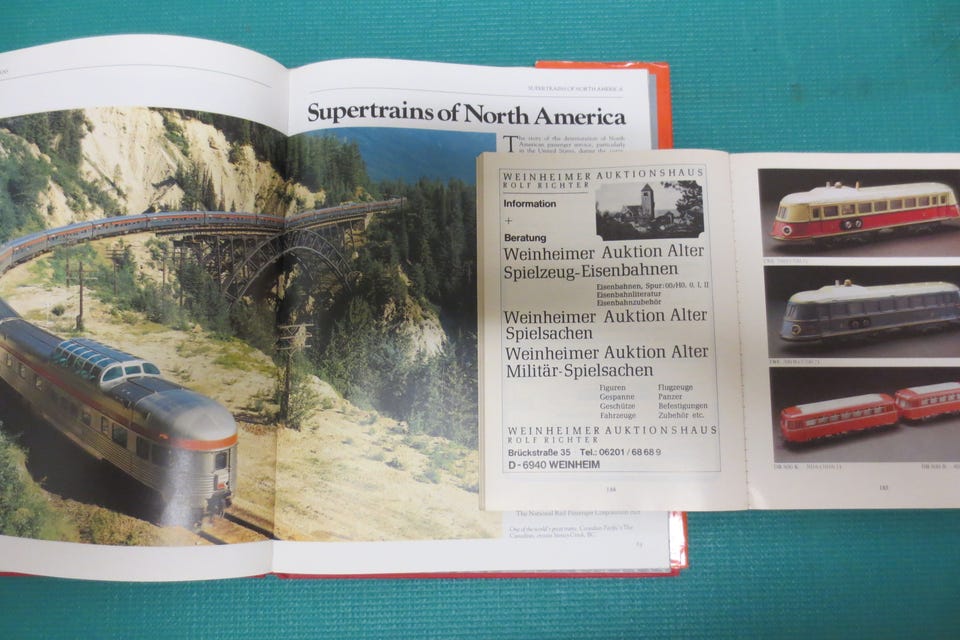 SUPERTRAINS OF NORTH AMERICA
Supertrains of North America
The story of the deterioration of North
American passenger service, particularly
in the United States, during the
WEINHEIMER AUKTIONSHAUS
ROLF RICHTER
Information
+
Beratung
Weinheimer Auktion Alter
Spielzeug-Eisenbahnen
Eisenbahnen, Spur: 00/H0, 0, I, II
Eisenbahnliteratur
Eisenbahnzubehör
Weinheimer Auktion Alter
Spielsachen
Weinheimer Auktion Alter
Militär-Spielsachen
Figuren Flugzeuge
Gespanne Panzer
Geschütze Befestigungen
Fahrzeuge Zubehör etc.
WEINHEIMER AUKTIONSHAUS
ROLF RICHTER
Brückstraße 35 Tel.: 06201 / 68 68 9
D-6940 WEINHEIM
184
185
The National Rail Passenger Corporation
One of the world's great trains, Canadian Pacific's The
Canadian, crosses Stoney Creek, BC.